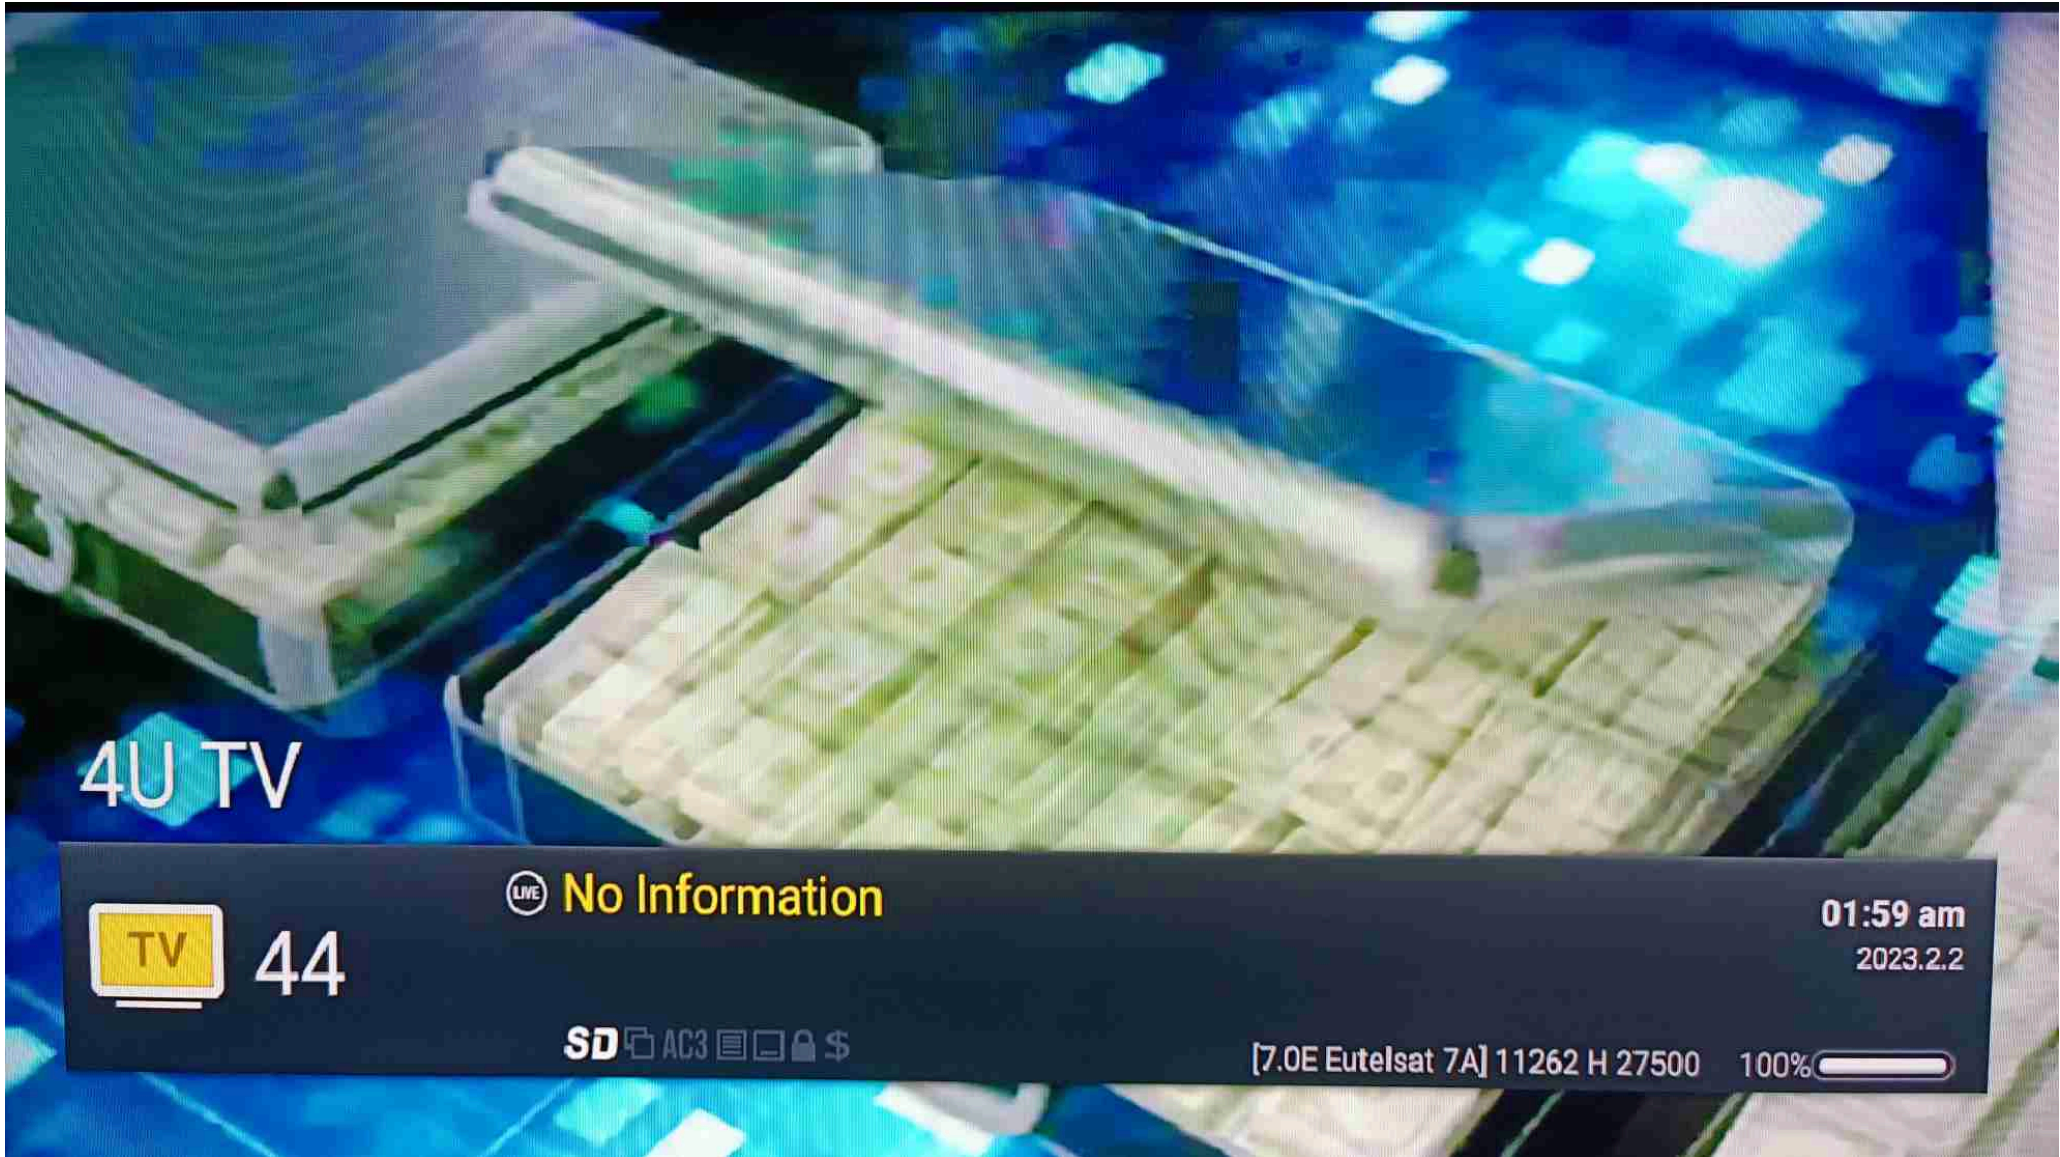 4U TV
TV
44
LIVE No Information
01:59 am
2023.2.2
SD AC3 $
[7.0E Eutelsat 7A] 11262 H 27500 100%